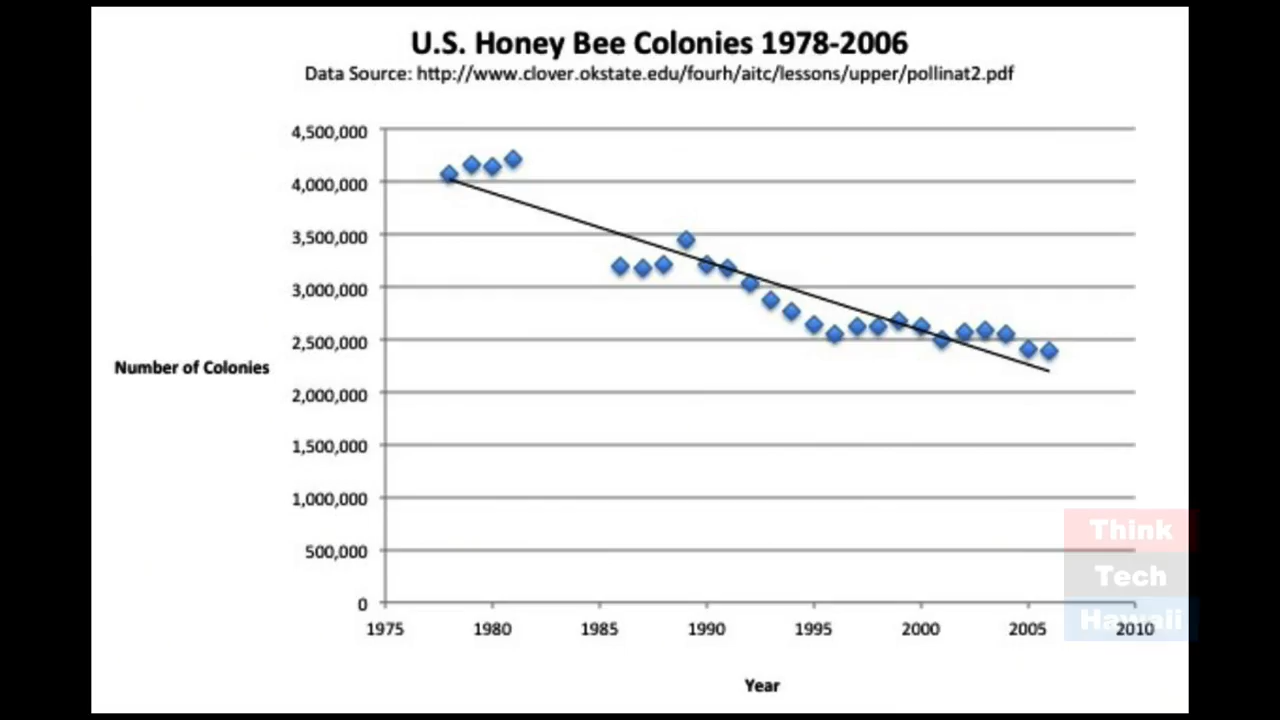 U.S. Honey Bee Colonies 1978-2006
Data Source: http://www.clover.okstate.edu/fourh/aitc/lessons/upper/pollinat2.pdf
4,500,000
4,000,000
3,500,000
3,000,000
2,500,000
Number of Colonies
2,000,000
1,500,000
1,000,000
500,000
0
1975 1980 1985 1990 1995 2000 2005 2010
Year
Think
Tech
Hawaii